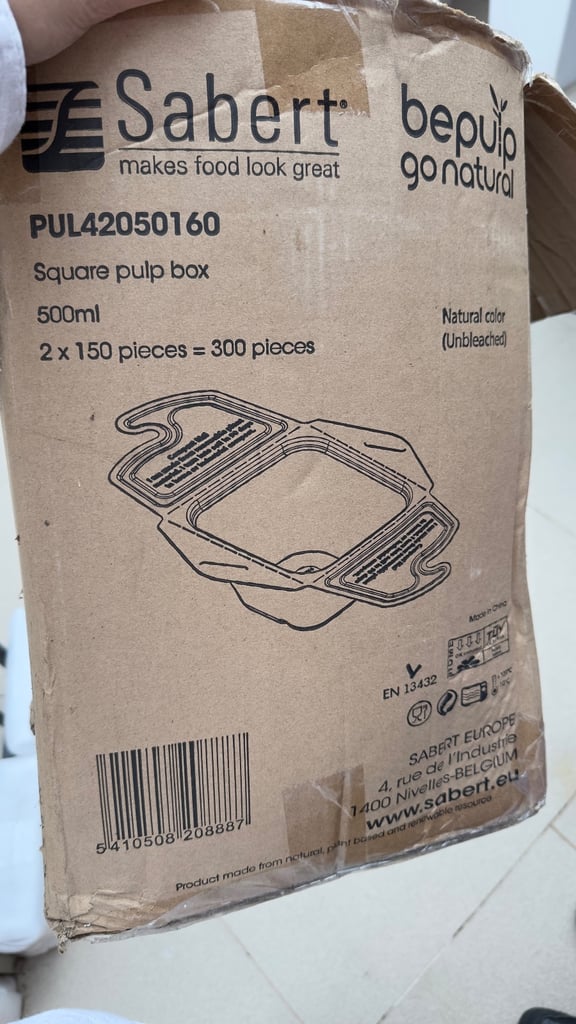 Sabert®
makes food look great
bepulp
go natural
PUL42050160
Square pulp box
500ml
2 x 150 pieces = 300 pieces
Natural color
(Unbleached)
Made in China
TÜV
EN 13432
SABERT EUROPE
4, rue de l'Industrie
1400 Nivelles-BELGIUM
www.sabert.eu
5 410508 208887
Product made from natural, plant based and renewable resource